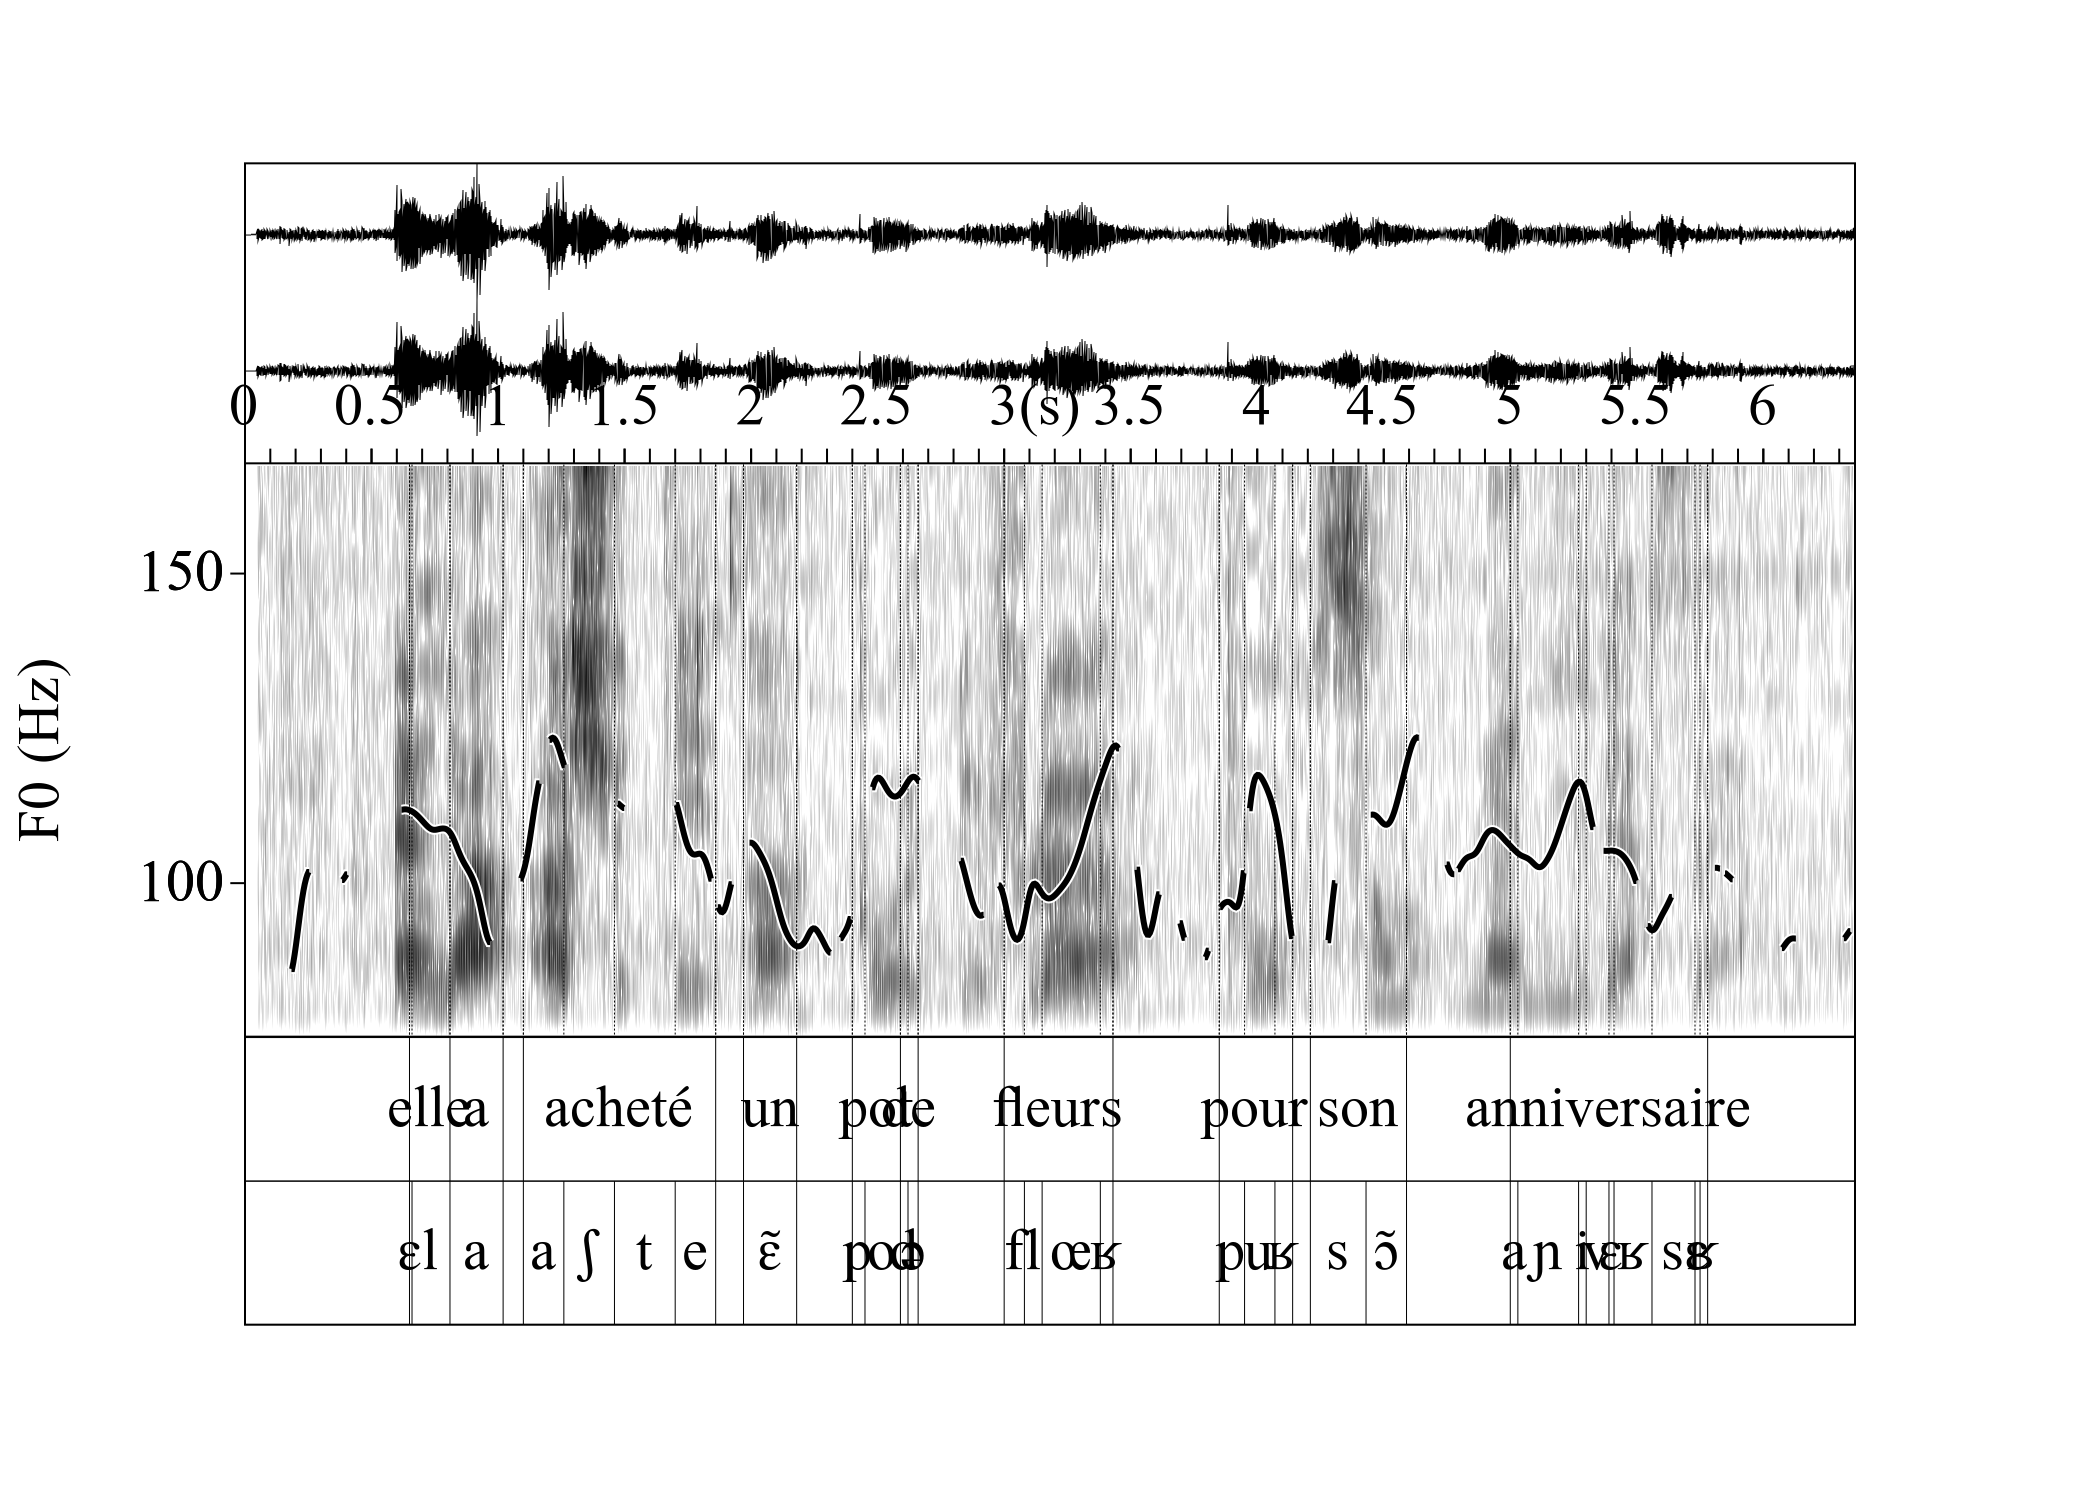 0 0.5 1 1.5 2 2.5 3 (s) 3.5 4 4.5 5 5.5 6
F0 (Hz)
150
100
elle a acheté un pot de fleurs pour son anniversaire
ɛ l a a ʃ t e ɛ̃ p o d ə f l œ ʁ p u ʁ s ɔ̃ a ɲ i v ɛ ʁ s ɛ ʁ